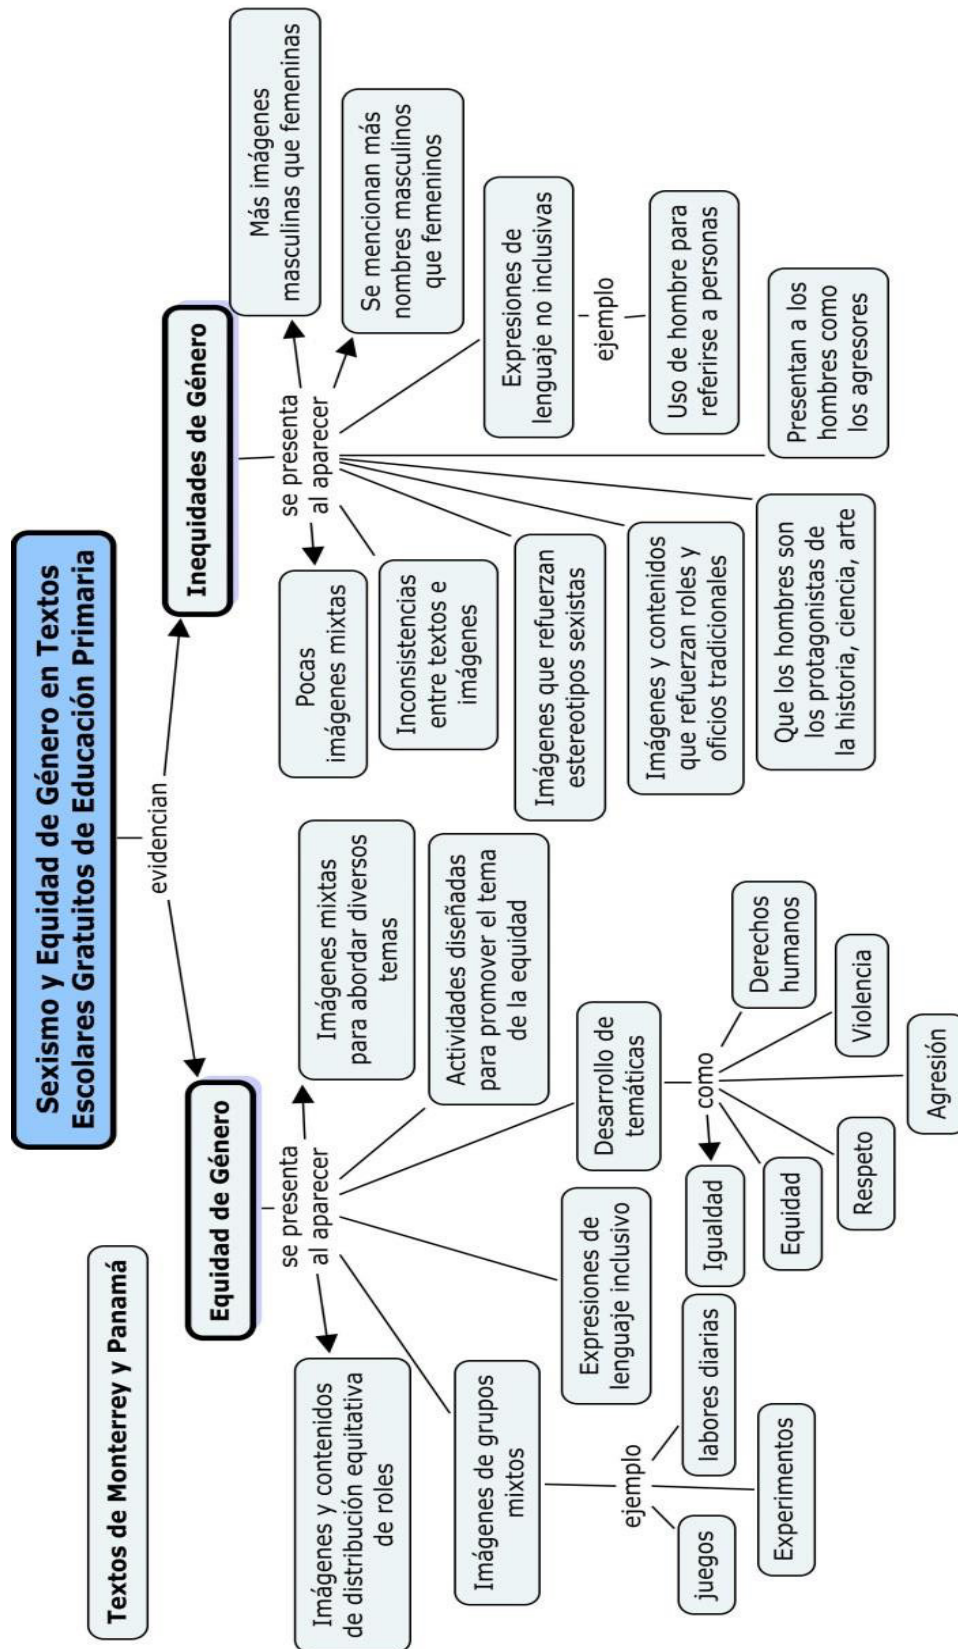 Sexismo y Equidad de Género en Textos
Escolares Gratuitos de Educación Primaria
Textos de Monterrey y Panamá
evidencian
Equidad de Género
se presenta
al aparecer
Imágenes y contenidos
de distribución equitativa
de roles
Imágenes de grupos
mixtos
ejemplo
juegos
labores diarias
Experimentos
Expresiones de
lenguaje inclusivo
Desarrollo de
temáticas
como
Igualdad
Equidad
Respeto
Agresión
Violencia
Derechos
humanos
Actividades diseñadas
para promover el tema
de la equidad
Imágenes mixtas
para abordar diversos
temas
Inequidades de Género
se presenta
al aparecer
Pocas
imágenes mixtas
Inconsistencias
entre textos e
imágenes
Imágenes que refuerzan
estereotipos sexistas
Imágenes y contenidos
que refuerzan roles y
oficios tradicionales
Que los hombres son
los protagonistas de
la historia, ciencia, arte
Presentan a los
hombres como
los agresores
Expresiones de
lenguaje no inclusivas
ejemplo
Uso de hombre para
referirse a personas
Se mencionan más
nombres masculinos
que femeninos
Más imágenes
masculinas que femeninas